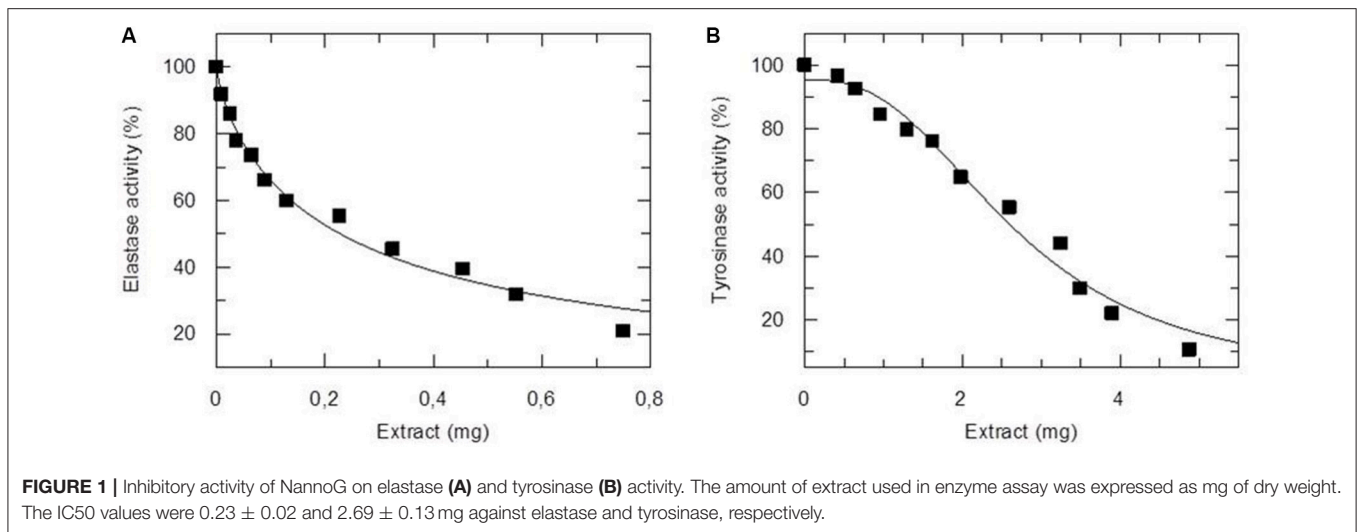 A
B
Elastase activity (%)
100
80
60
40
20
0
0,2
0,4
0,6
0,8
Extract (mg)
Tyrosinase activity (%)
100
80
60
40
20
0
2
4
Extract (mg)
FIGURE 1 | Inhibitory activity of NannoG on elastase (A) and tyrosinase (B) activity. The amount of extract used in enzyme assay was expressed as mg of dry weight.
The IC50 values were 0.23 ± 0.02 and 2.69 ± 0.13 mg against elastase and tyrosinase, respectively.